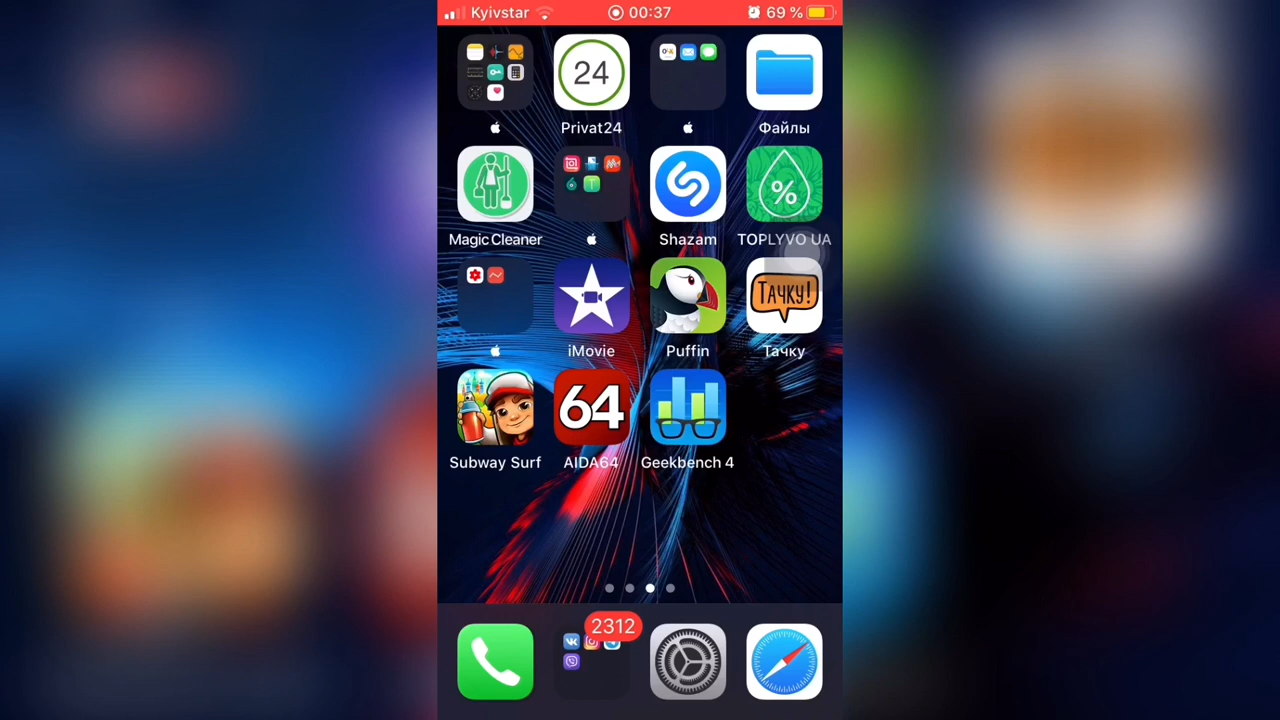 Kyivstar 00:37 69 %
24
Privat24 Файлы
%
Magic Cleaner Shazam TOPLYVO UA
ТАЧКУ!
iMovie Puffin Тачку
64
Subway Surf AIDA64 Geekbench 4
2312